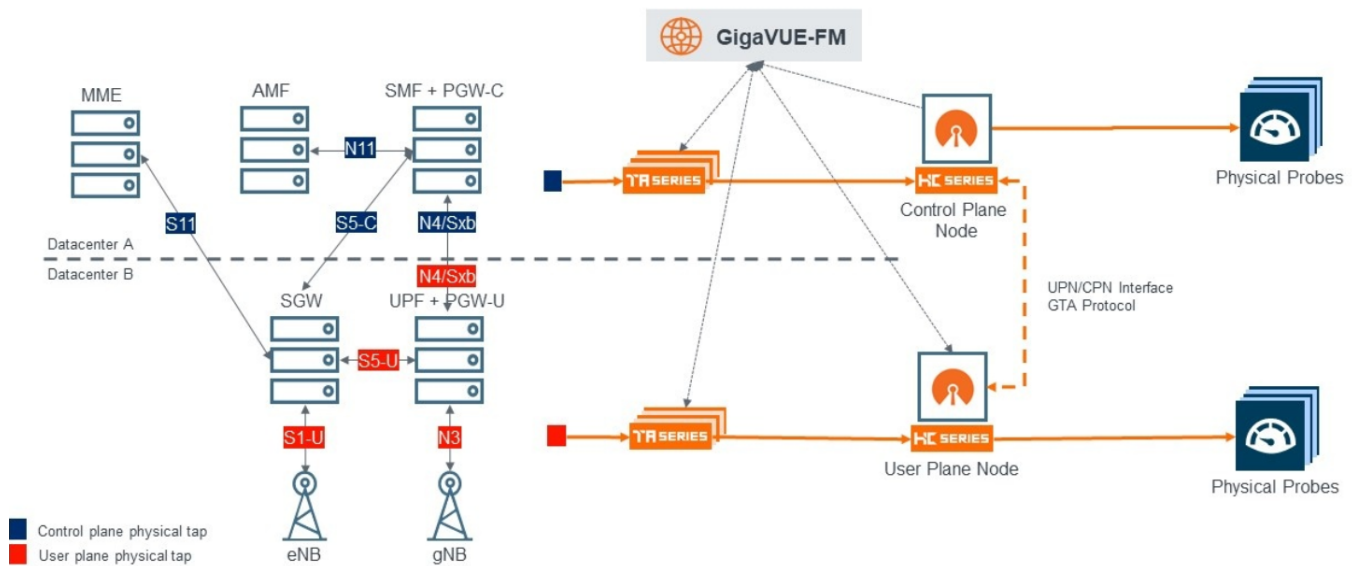 GigaVUE-FM
MME
AMF
SMF + PGW-C
N11
S11
S5-C
N4/Sxb
Datacenter A
Datacenter B
N4/Sxb
SGW
UPF + PGW-U
S5-U
S1-U
N3
eNB
gNB
Control plane physical tap
User plane physical tap
TA SERIES
HC SERIES
Control Plane
Node
Physical Probes
UPN/CPN Interface
GTA Protocol
TA SERIES
HC SERIES
User Plane Node
Physical Probes